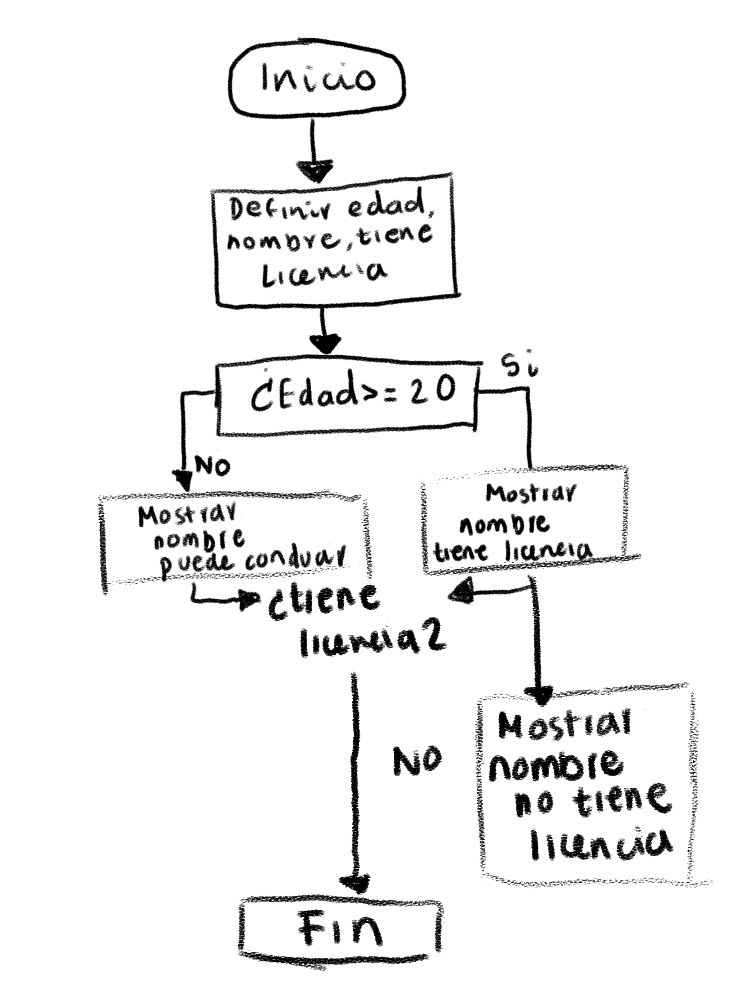 Inicio
Definir edad,
nombre, tiene
Licencia
¿Edad>= 20
Si
No
Mostrar
nombre
puede conduar
Mostrar
nombre
tiene licencia
¿tiene
licencia?
No
Mostrar
nombre
no tiene
licencia
Fin